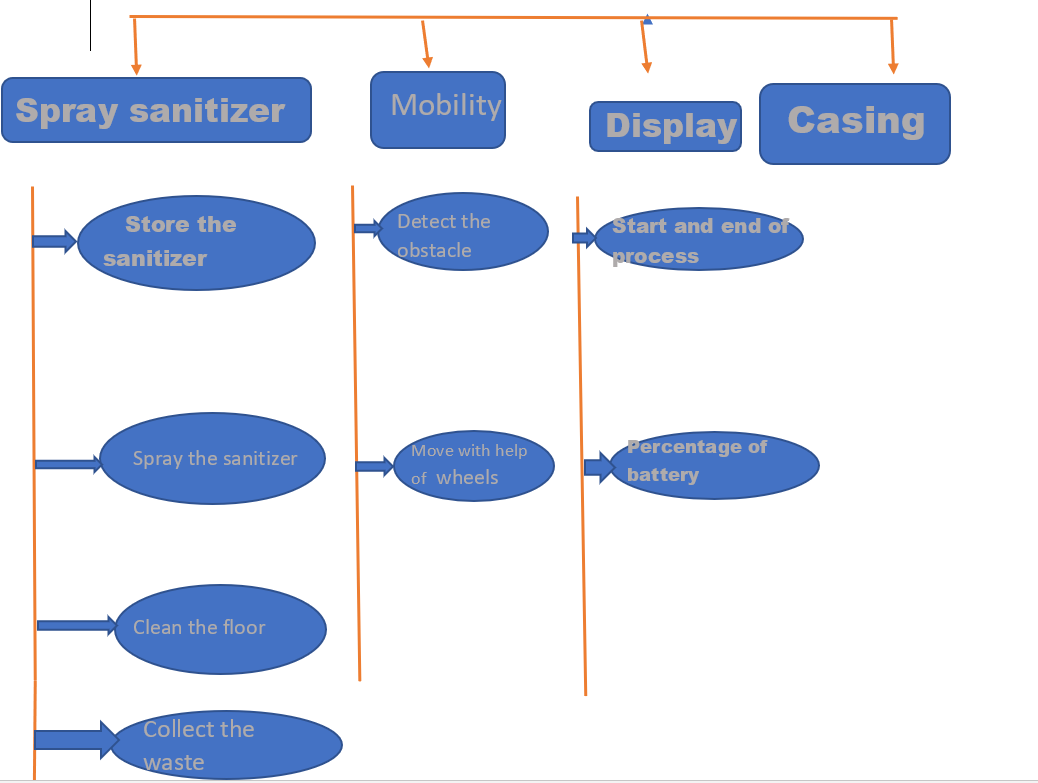 Spray sanitizer
Mobility
Display
Casing
Store the
sanitizer
Spray the sanitizer
Clean the floor
Collect the
waste
Detect the
obstacle
Move with help
of wheels
Start and end of
process
Percentage of
battery